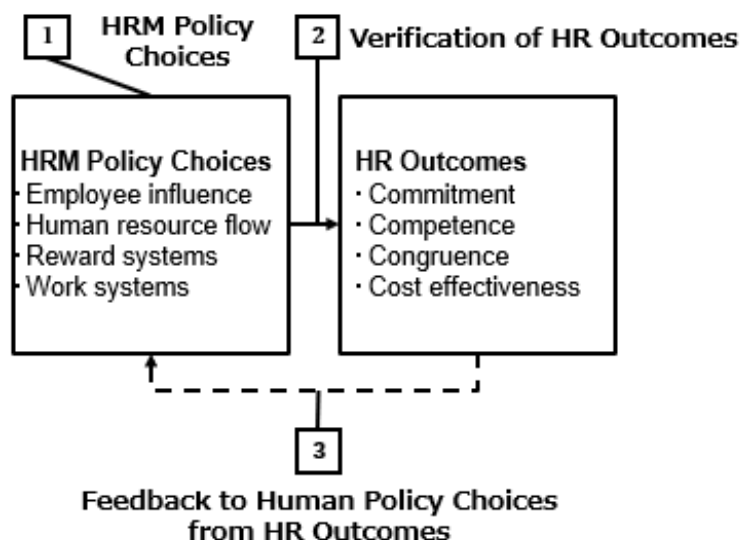 1
HRM Policy
Choices
2
Verification of HR Outcomes
HRM Policy Choices
· Employee influence
· Human resource flow
· Reward systems
· Work systems
HR Outcomes
· Commitment
· Competence
· Congruence
· Cost effectiveness
3
Feedback to Human Policy Choices
from HR Outcomes